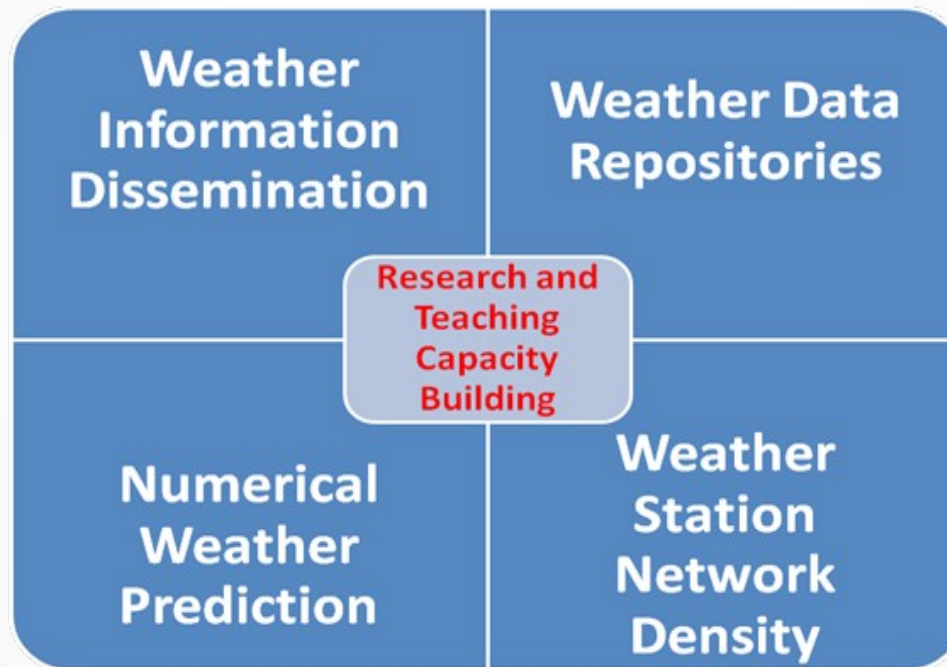 Weather
Information
Dissemination
Weather Data
Repositories
Research and
Teaching
Capacity
Building
Numerical
Weather
Prediction
Weather
Station
Network
Density